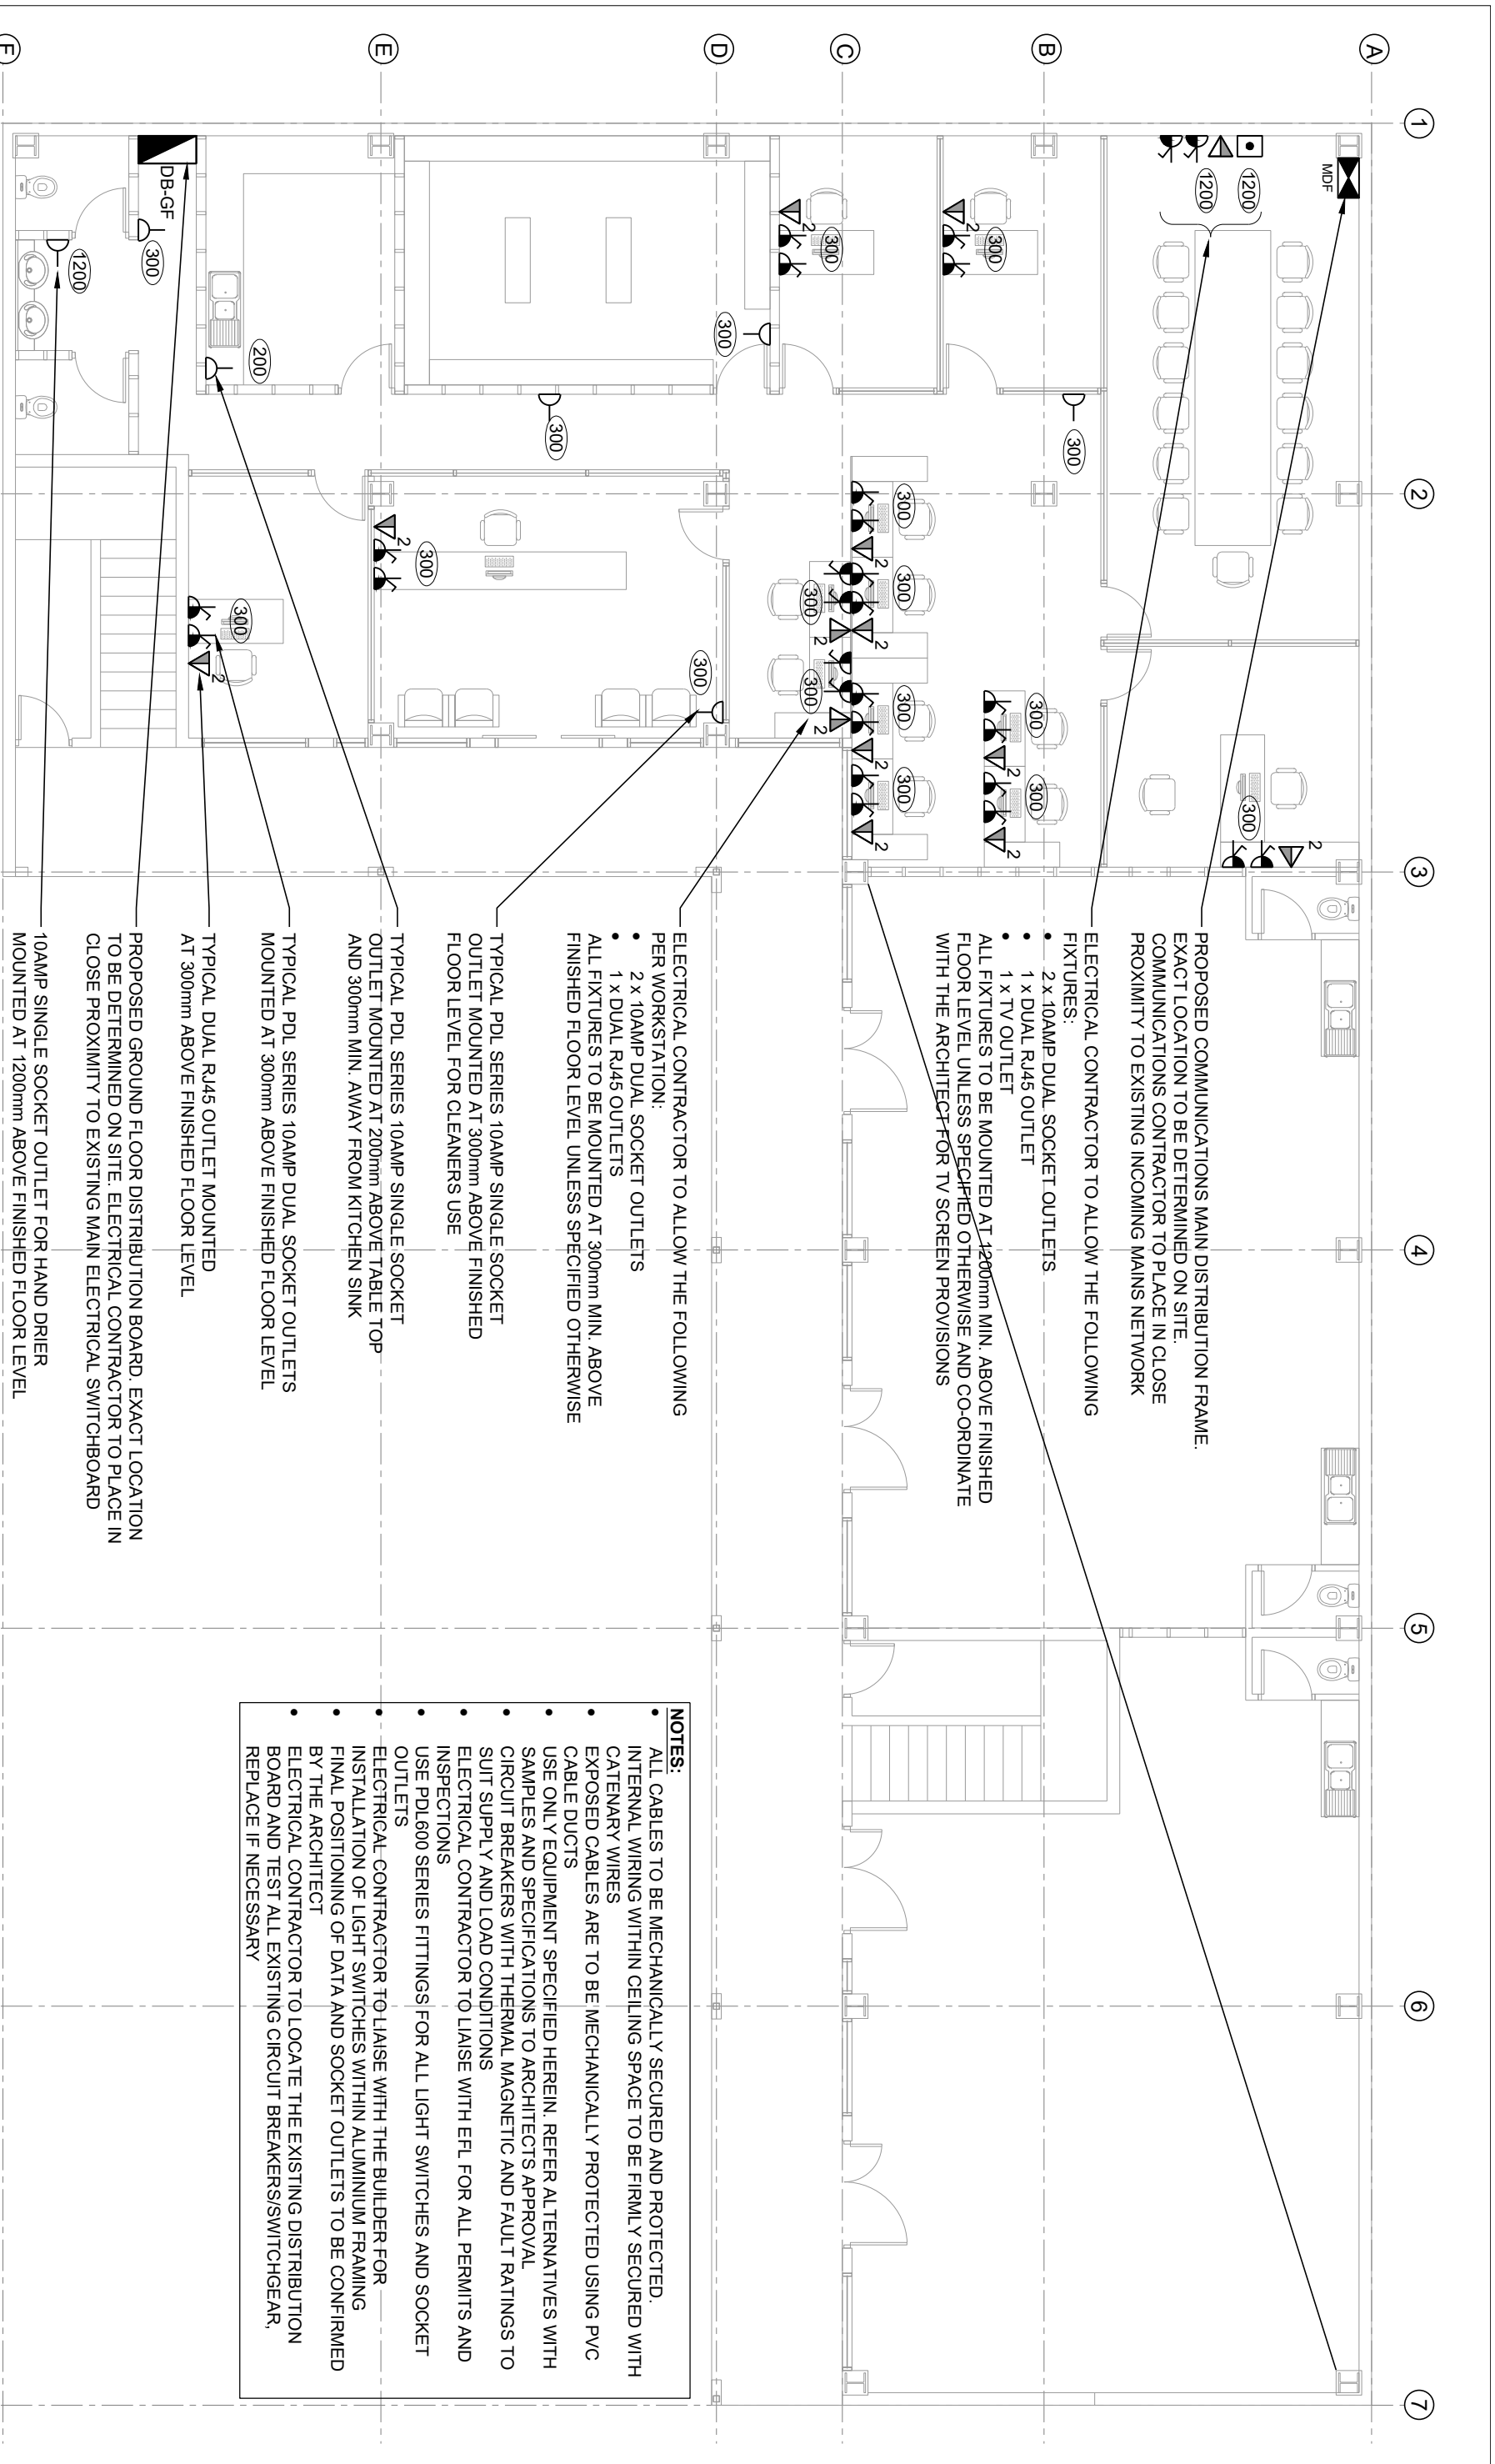 1
2
3
4
5
6
7
A
B
C
D
E
F
MDF
1200
1200
300
2
300
2
300
2
300
300
300
2
300
2
300
2
300
2
300
2
300
2
300
2
300
2
300
300
300
2
300
2
200
DB-GF
300
1200
PROPOSED COMMUNICATIONS MAIN DISTRIBUTION FRAME.
EXACT LOCATION TO BE DETERMINED ON SITE.
COMMUNICATIONS CONTRACTOR TO PLACE IN CLOSE
PROXIMITY TO EXISTING INCOMING MAINS NETWORK
ELECTRICAL CONTRACTOR TO ALLOW THE FOLLOWING
FIXTURES:
• 2 x 10AMP DUAL SOCKET OUTLETS
• 1 x DUAL RJ45 OUTLET
• 1 x TV OUTLET
ALL FIXTURES TO BE MOUNTED AT 1200mm MIN. ABOVE FINISHED
FLOOR LEVEL UNLESS SPECIFIED OTHERWISE AND CO-ORDINATE
WITH THE ARCHITECT FOR TV SCREEN PROVISIONS
ELECTRICAL CONTRACTOR TO ALLOW THE FOLLOWING
PER WORKSTATION:
• 2 x 10AMP DUAL SOCKET OUTLETS
• 1 x DUAL RJ45 OUTLETS
ALL FIXTURES TO BE MOUNTED AT 300mm MIN. ABOVE
FINISHED FLOOR LEVEL UNLESS SPECIFIED OTHERWISE
TYPICAL PDL SERIES 10AMP SINGLE SOCKET
OUTLET MOUNTED AT 300mm ABOVE FINISHED
FLOOR LEVEL FOR CLEANERS USE
TYPICAL PDL SERIES 10AMP SINGLE SOCKET
OUTLET MOUNTED AT 200mm ABOVE TABLE TOP
AND 300mm MIN. AWAY FROM KITCHEN SINK
TYPICAL PDL SERIES 10AMP DUAL SOCKET OUTLETS
MOUNTED AT 300mm ABOVE FINISHED FLOOR LEVEL
TYPICAL DUAL RJ45 OUTLET MOUNTED
AT 300mm ABOVE FINISHED FLOOR LEVEL
PROPOSED GROUND FLOOR DISTRIBUTION BOARD. EXACT LOCATION
TO BE DETERMINED ON SITE. ELECTRICAL CONTRACTOR TO PLACE IN
CLOSE PROXIMITY TO EXISTING MAIN ELECTRICAL SWITCHBOARD
10AMP SINGLE SOCKET OUTLET FOR HAND DRIER
MOUNTED AT 1200mm ABOVE FINISHED FLOOR LEVEL
NOTES:
• ALL CABLES TO BE MECHANICALLY SECURED AND PROTECTED.
INTERNAL WIRING WITHIN CEILING SPACE TO BE FIRMLY SECURED WITH
CATENARY WIRES
• EXPOSED CABLES ARE TO BE MECHANICALLY PROTECTED USING PVC
CABLE DUCTS
• USE ONLY EQUIPMENT SPECIFIED HEREIN. REFER ALTERNATIVES WITH
SAMPLES AND SPECIFICATIONS TO ARCHITECTS APPROVAL
• CIRCUIT BREAKERS WITH THERMAL MAGNETIC AND FAULT RATINGS TO
SUIT SUPPLY AND LOAD CONDITIONS
• ELECTRICAL CONTRACTOR TO LIAISE WITH EFL FOR ALL PERMITS AND
INSPECTIONS
• USE PDL600 SERIES FITTINGS FOR ALL LIGHT SWITCHES AND SOCKET
OUTLETS
• ELECTRICAL CONTRACTOR TO LIAISE WITH THE BUILDER FOR
INSTALLATION OF LIGHT SWITCHES WITHIN ALUMINIUM FRAMING
• FINAL POSITIONING OF DATA AND SOCKET OUTLETS TO BE CONFIRMED
BY THE ARCHITECT
• ELECTRICAL CONTRACTOR TO LOCATE THE EXISTING DISTRIBUTION
BOARD AND TEST ALL EXISTING CIRCUIT BREAKERS/SWITCHGEAR,
REPLACE IF NECESSARY